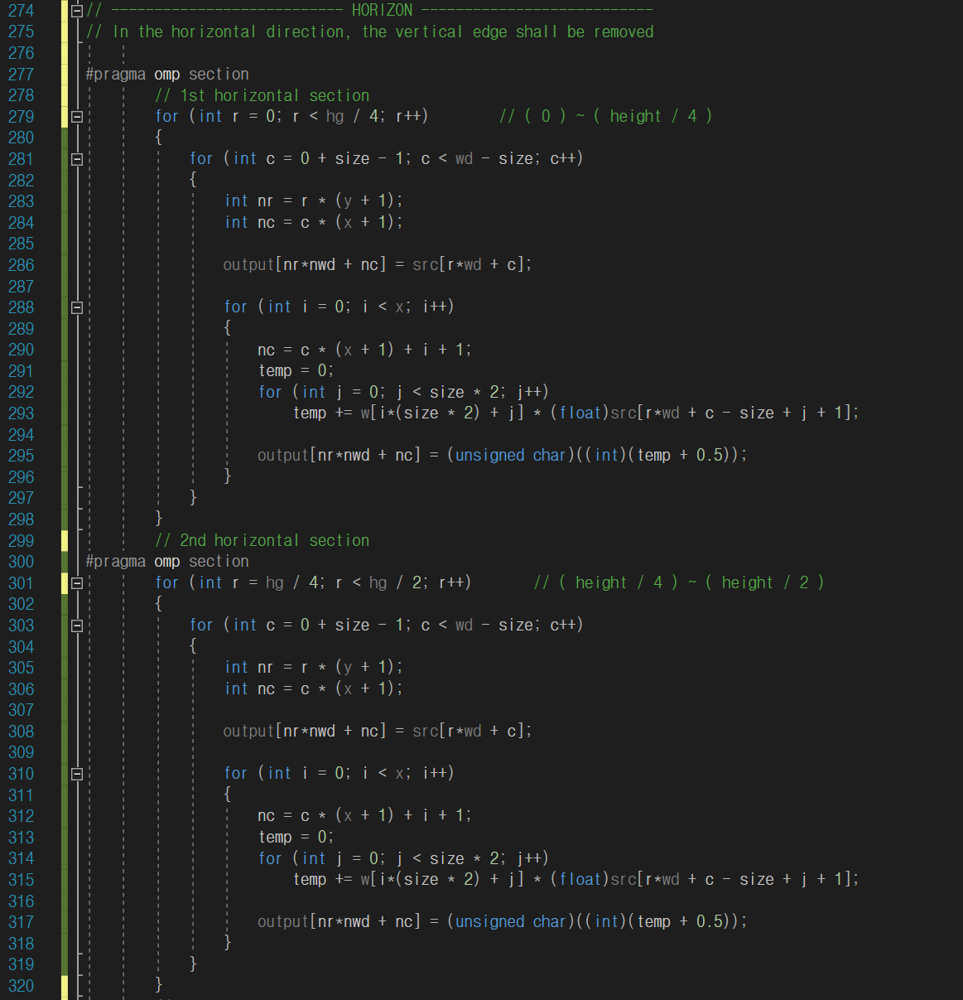 274 // --------------------------- HORIZON ---------------------------
275 // In the horizontal direction, the vertical edge shall be removed
276
277 #pragma omp section
278 // 1st horizontal section
279 for (int r = 0; r < hg / 4; r++) // ( 0 ) ~ ( height / 4 )
280 {
281 for (int c = 0 + size - 1; c < wd - size; c++)
282 {
283 int nr = r * (y + 1);
284 int nc = c * (x + 1);
285
286 output[nr*nwd + nc] = src[r*wd + c];
287
288 for (int i = 0; i < x; i++)
289 {
290 nc = c * (x + 1) + i + 1;
291 temp = 0;
292 for (int j = 0; j < size * 2; j++)
293 temp += w[i*(size * 2) + j] * (float)src[r*wd + c - size + j + 1];
294
295 output[nr*nwd + nc] = (unsigned char)((int)(temp + 0.5));
296 }
297 }
298 }
299 // 2nd horizontal section
300 #pragma omp section
301 for (int r = hg / 4; r < hg / 2; r++) // ( height / 4 ) ~ ( height / 2 )
302 {
303 for (int c = 0 + size - 1; c < wd - size; c++)
304 {
305 int nr = r * (y + 1);
306 int nc = c * (x + 1);
307
308 output[nr*nwd + nc] = src[r*wd + c];
309
310 for (int i = 0; i < x; i++)
311 {
312 nc = c * (x + 1) + i + 1;
313 temp = 0;
314 for (int j = 0; j < size * 2; j++)
315 temp += w[i*(size * 2) + j] * (float)src[r*wd + c - size + j + 1];
316
317 output[nr*nwd + nc] = (unsigned char)((int)(temp + 0.5));
318 }
319 }
320 }